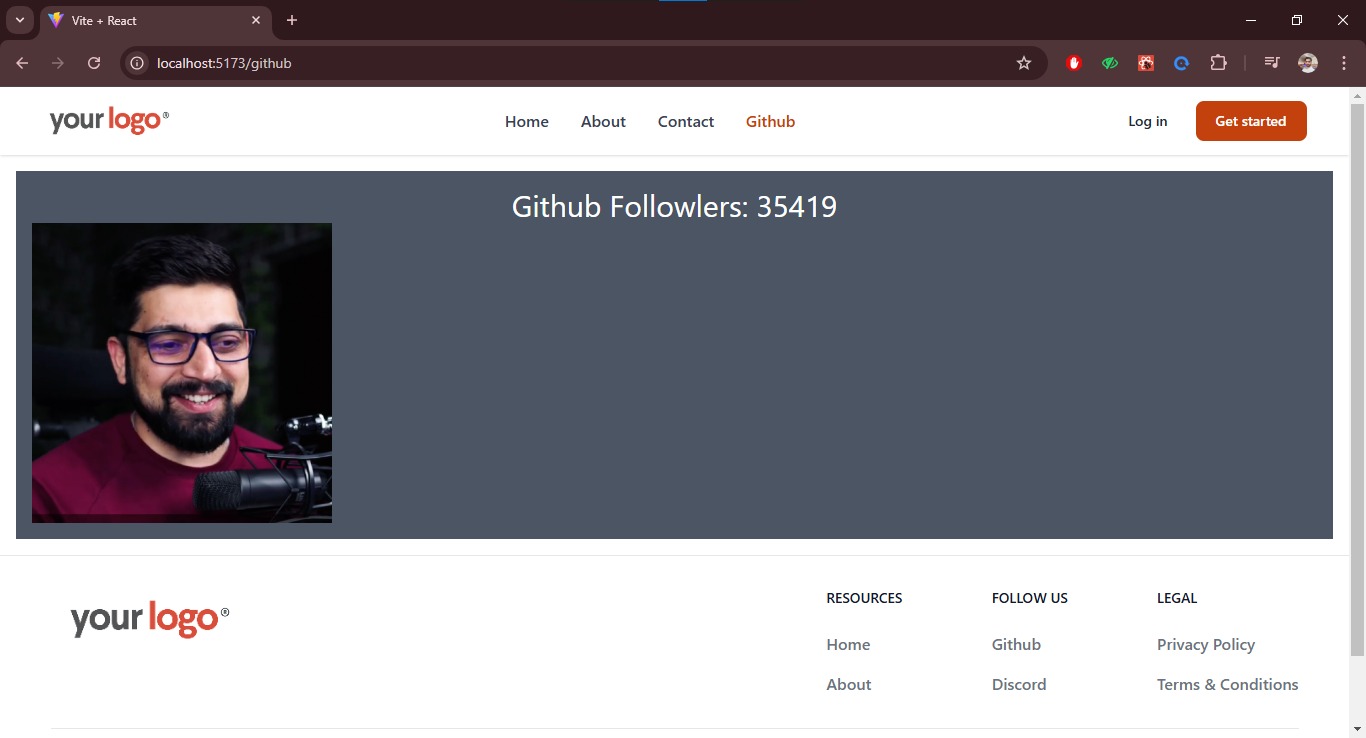 Vite + React
localhost:5173/github
your logo®
Home About Contact Github
Log in Get started
Github Followlers: 35419
your logo®
RESOURCES FOLLOW US LEGAL
Home Github Privacy Policy
About Discord Terms & Conditions